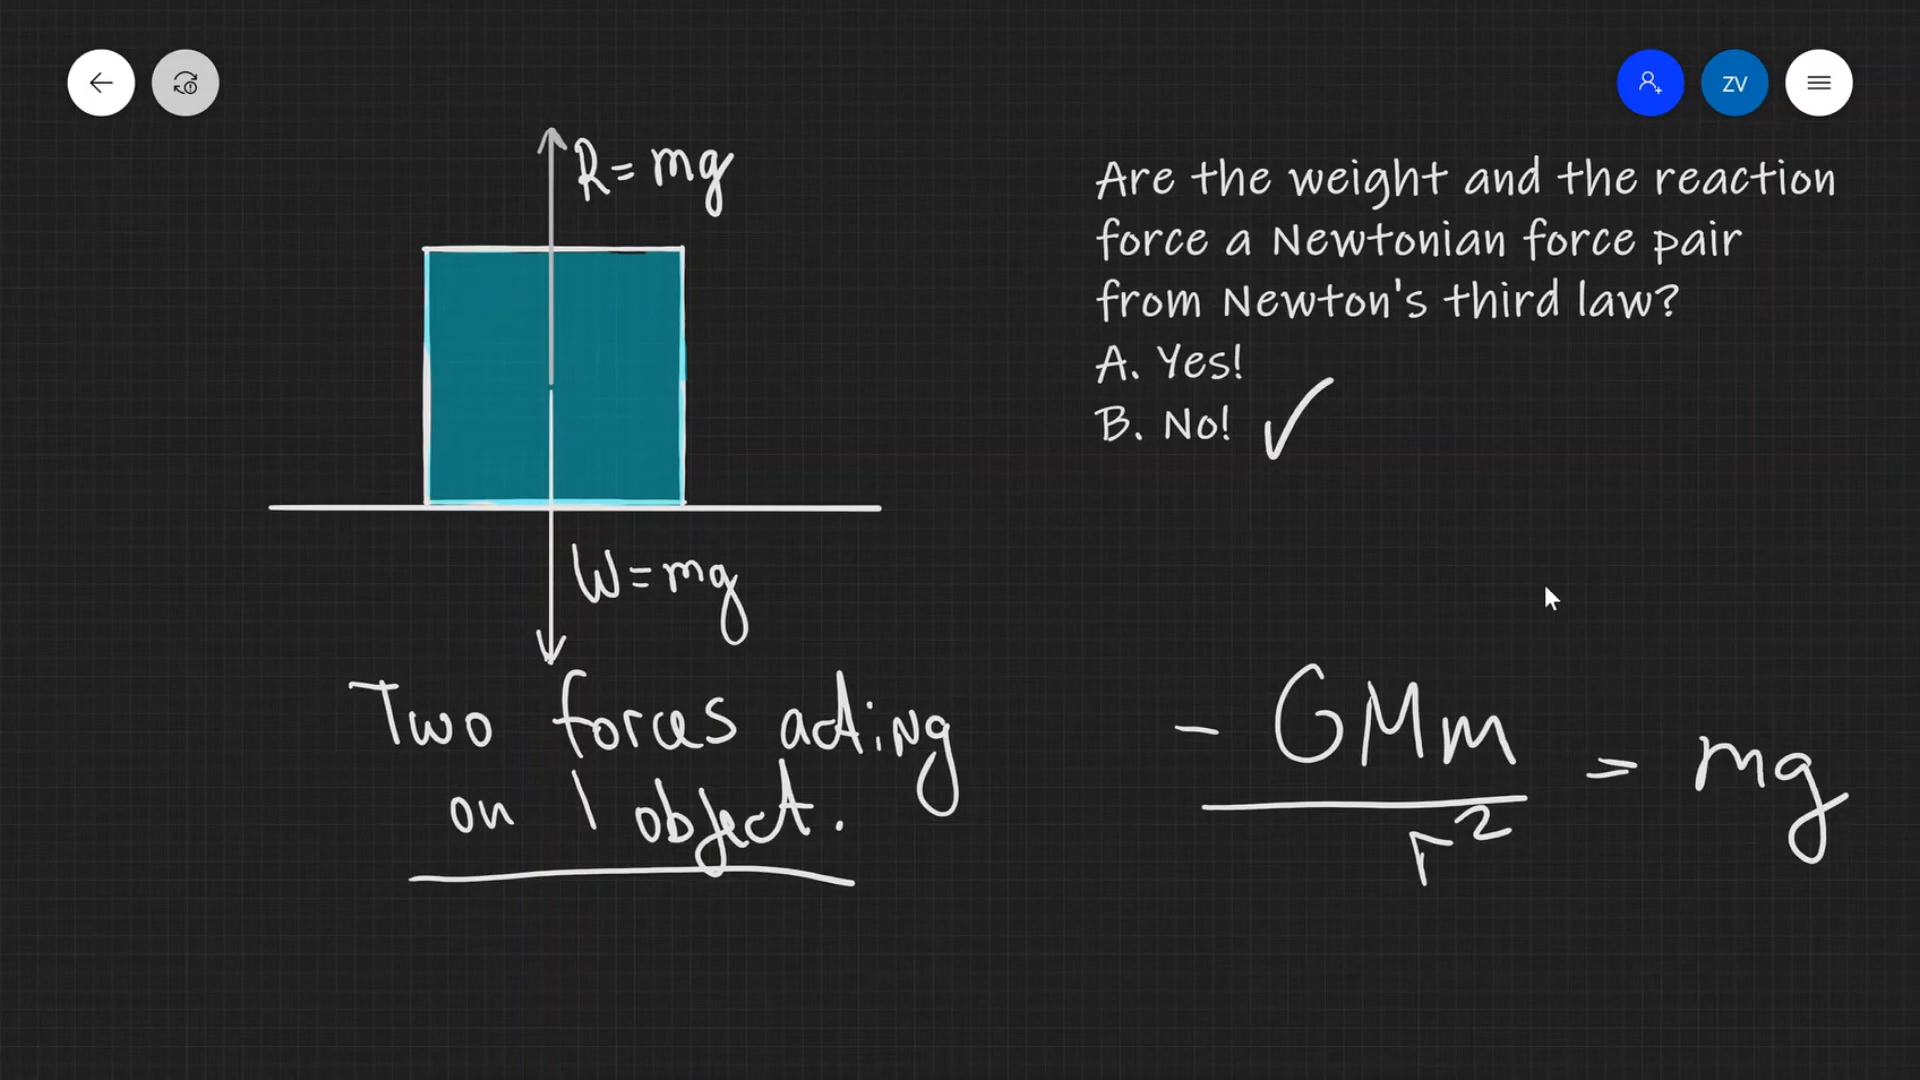 ZV
R = mg
Are the weight and the reaction
force a Newtonian force pair
from Newton's third law?
A. Yes!
B. No! ✓
W = mg
Two forces acting
on 1 object.
- GMm / r² = mg